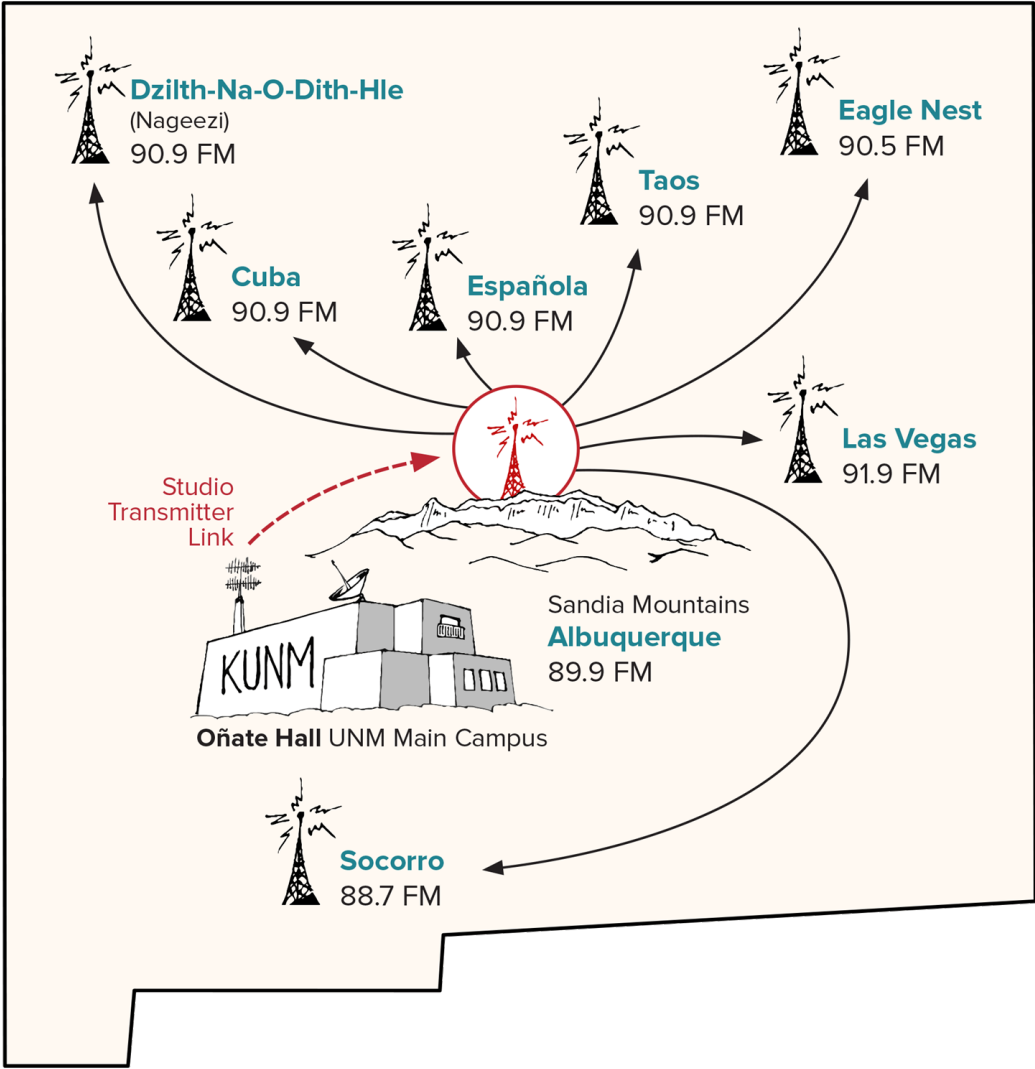 Dzilth-Na-O-Dith-Hle
(Nageezi)
90.9 FM
Eagle Nest
90.5 FM
Taos
90.9 FM
Cuba
90.9 FM
Española
90.9 FM
Las Vegas
91.9 FM
Studio
Transmitter
Link
Sandia Mountains
Albuquerque
89.9 FM
KUNM
Oñate Hall UNM Main Campus
Socorro
88.7 FM